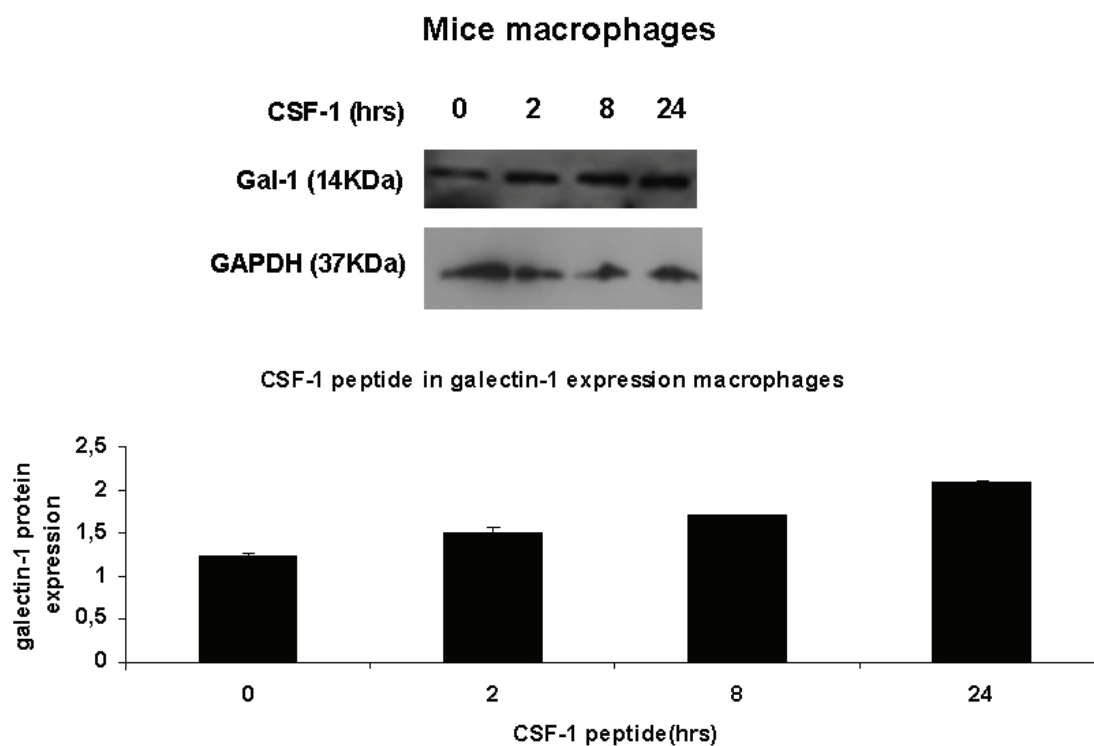 Mice macrophages
CSF-1 (hrs) 0 2 8 24
Gal-1 (14KDa)
GAPDH (37KDa)
CSF-1 peptide in galectin-1 expression macrophages
galectin-1 protein
expression
2,5
2
1,5
1
0,5
0
0 2 8 24
CSF-1 peptide(hrs)